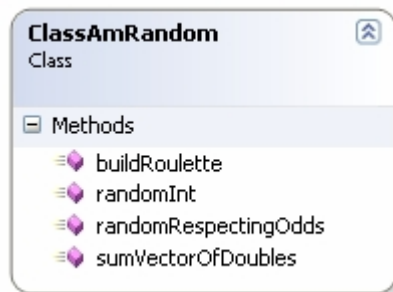 ClassAmRandom
Class
Methods
buildRoulette
randomInt
randomRespectingOdds
sumVectorOfDoubles